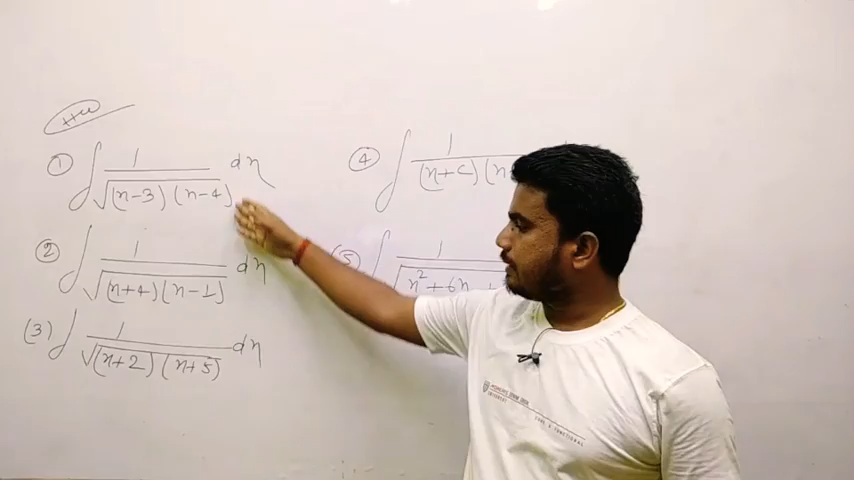 HW
① ∫ 1/√((x-3)(x-4)) dx
② ∫ 1/√((x+4)(x-1)) dx
(3) ∫ 1/√((x+2)(x+5)) dx
④ ∫ 1/(x+c)(x
(5) ∫ 1/√(x²+6x